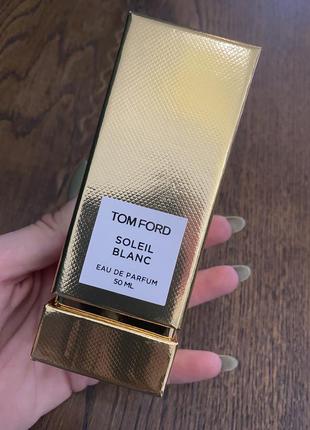 TOM FORD
SOLEIL
BLANC
EAU DE PARFUM
50 ML